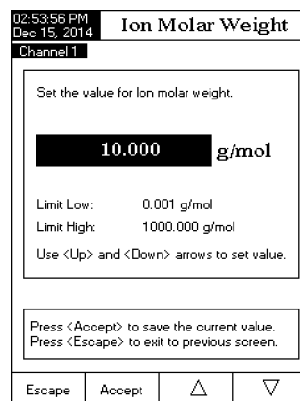 02:53:56 PM
Dec 15, 2014
Ion Molar Weight
Channel 1
Set the value for Ion molar weight.
10.000 g/mol
Limit Low: 0.001 g/mol
Limit High: 1000.000 g/mol
Use <Up> and <Down> arrows to set value.
Press <Accept> to save the current value.
Press <Escape> to exit to previous screen.
Escape Accept △ ▽